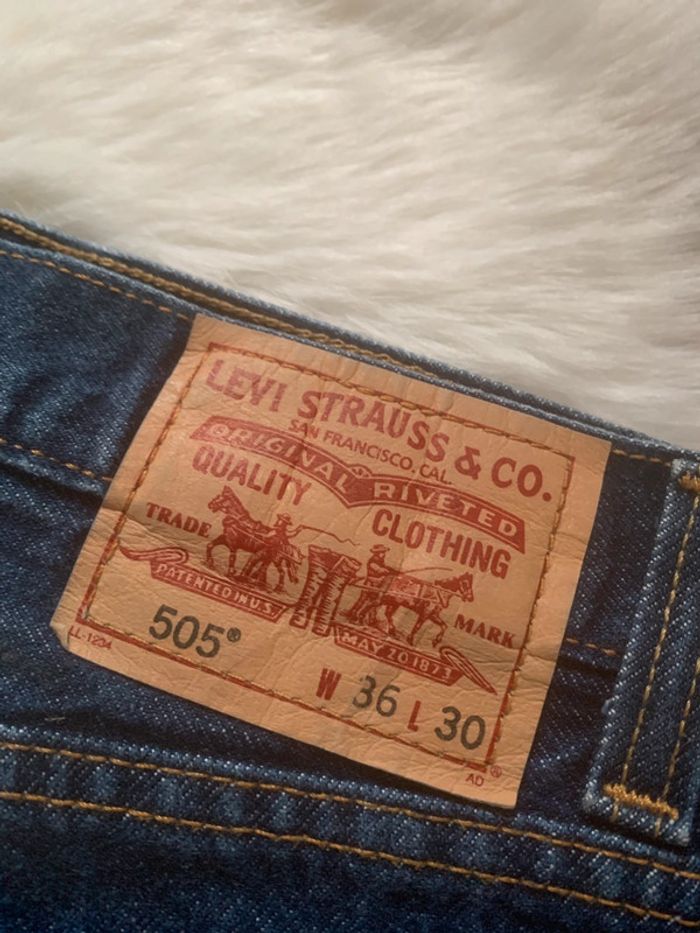 LEVI STRAUSS & CO.
SAN FRANCISCO, CAL.
ORIGINAL RIVETED
QUALITY CLOTHING
TRADE MARK
PATENTED IN U.S. MAY 20 1873
505®
W 36 L 30
LL-1234
AD ®